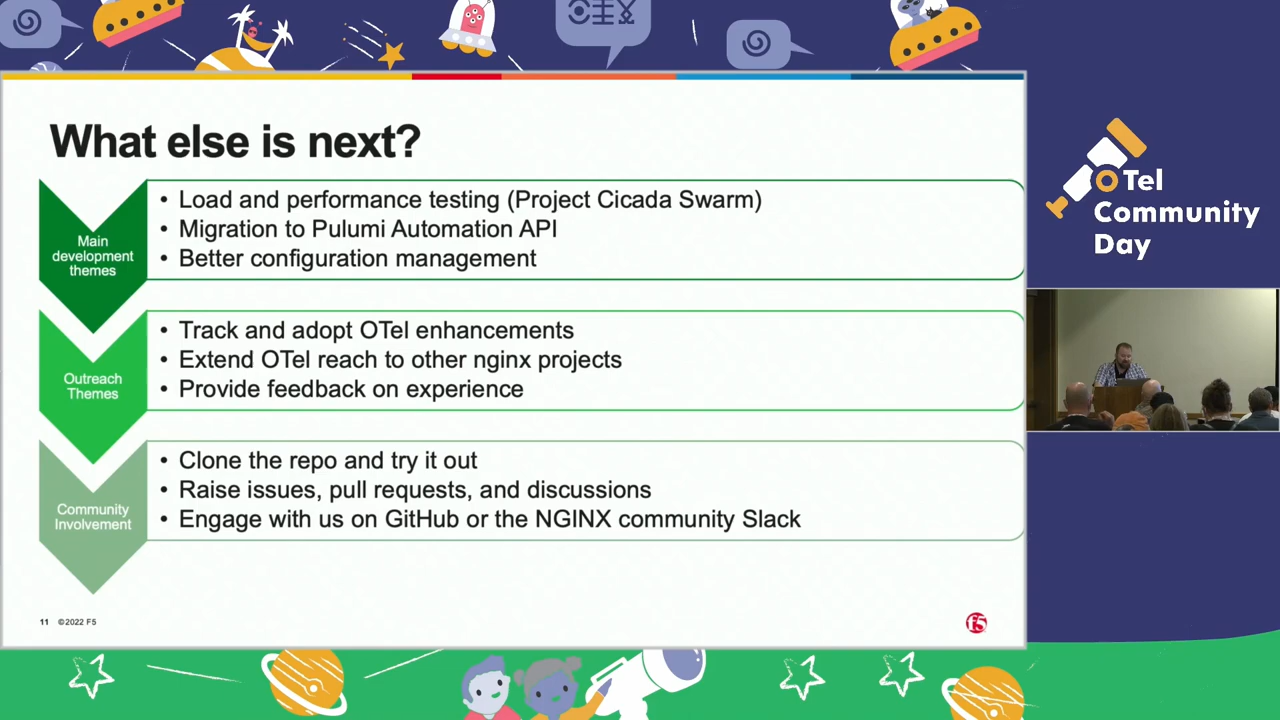 What else is next?
Main
development
themes
• Load and performance testing (Project Cicada Swarm)
• Migration to Pulumi Automation API
• Better configuration management
Outreach
Themes
• Track and adopt OTel enhancements
• Extend OTel reach to other nginx projects
• Provide feedback on experience
Community
Involvement
• Clone the repo and try it out
• Raise issues, pull requests, and discussions
• Engage with us on GitHub or the NGINX community Slack
11 ©2022 F5
f5
OTel
Community
Day